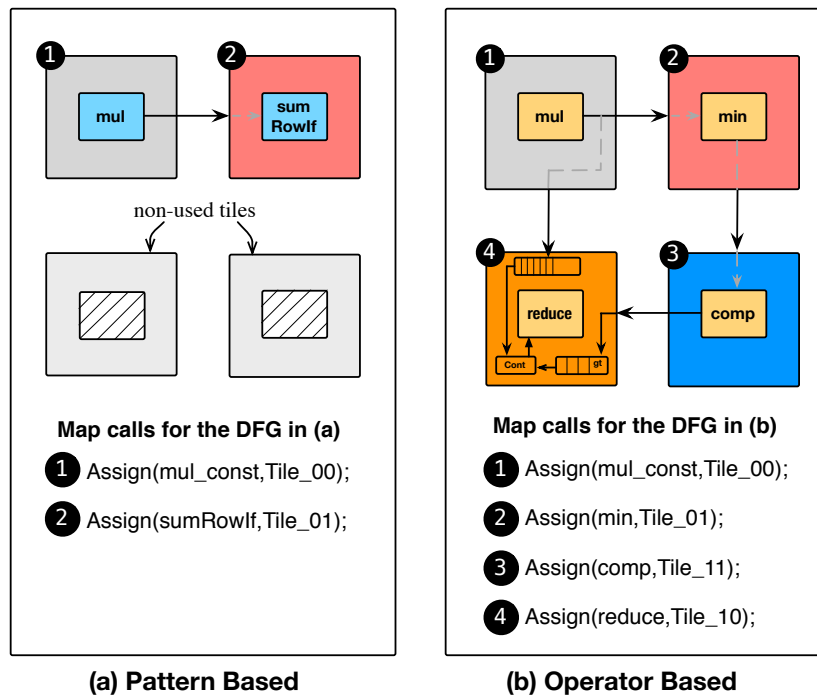 1
2
mul
sum
RowIf
non-used tiles
Map calls for the DFG in (a)
1 Assign(mul_const,Tile_00);
2 Assign(sumRowIf,Tile_01);
(a) Pattern Based
1
2
mul
min
4
3
reduce
comp
Cont
gt
Map calls for the DFG in (b)
1 Assign(mul_const,Tile_00);
2 Assign(min,Tile_01);
3 Assign(comp,Tile_11);
4 Assign(reduce,Tile_10);
(b) Operator Based